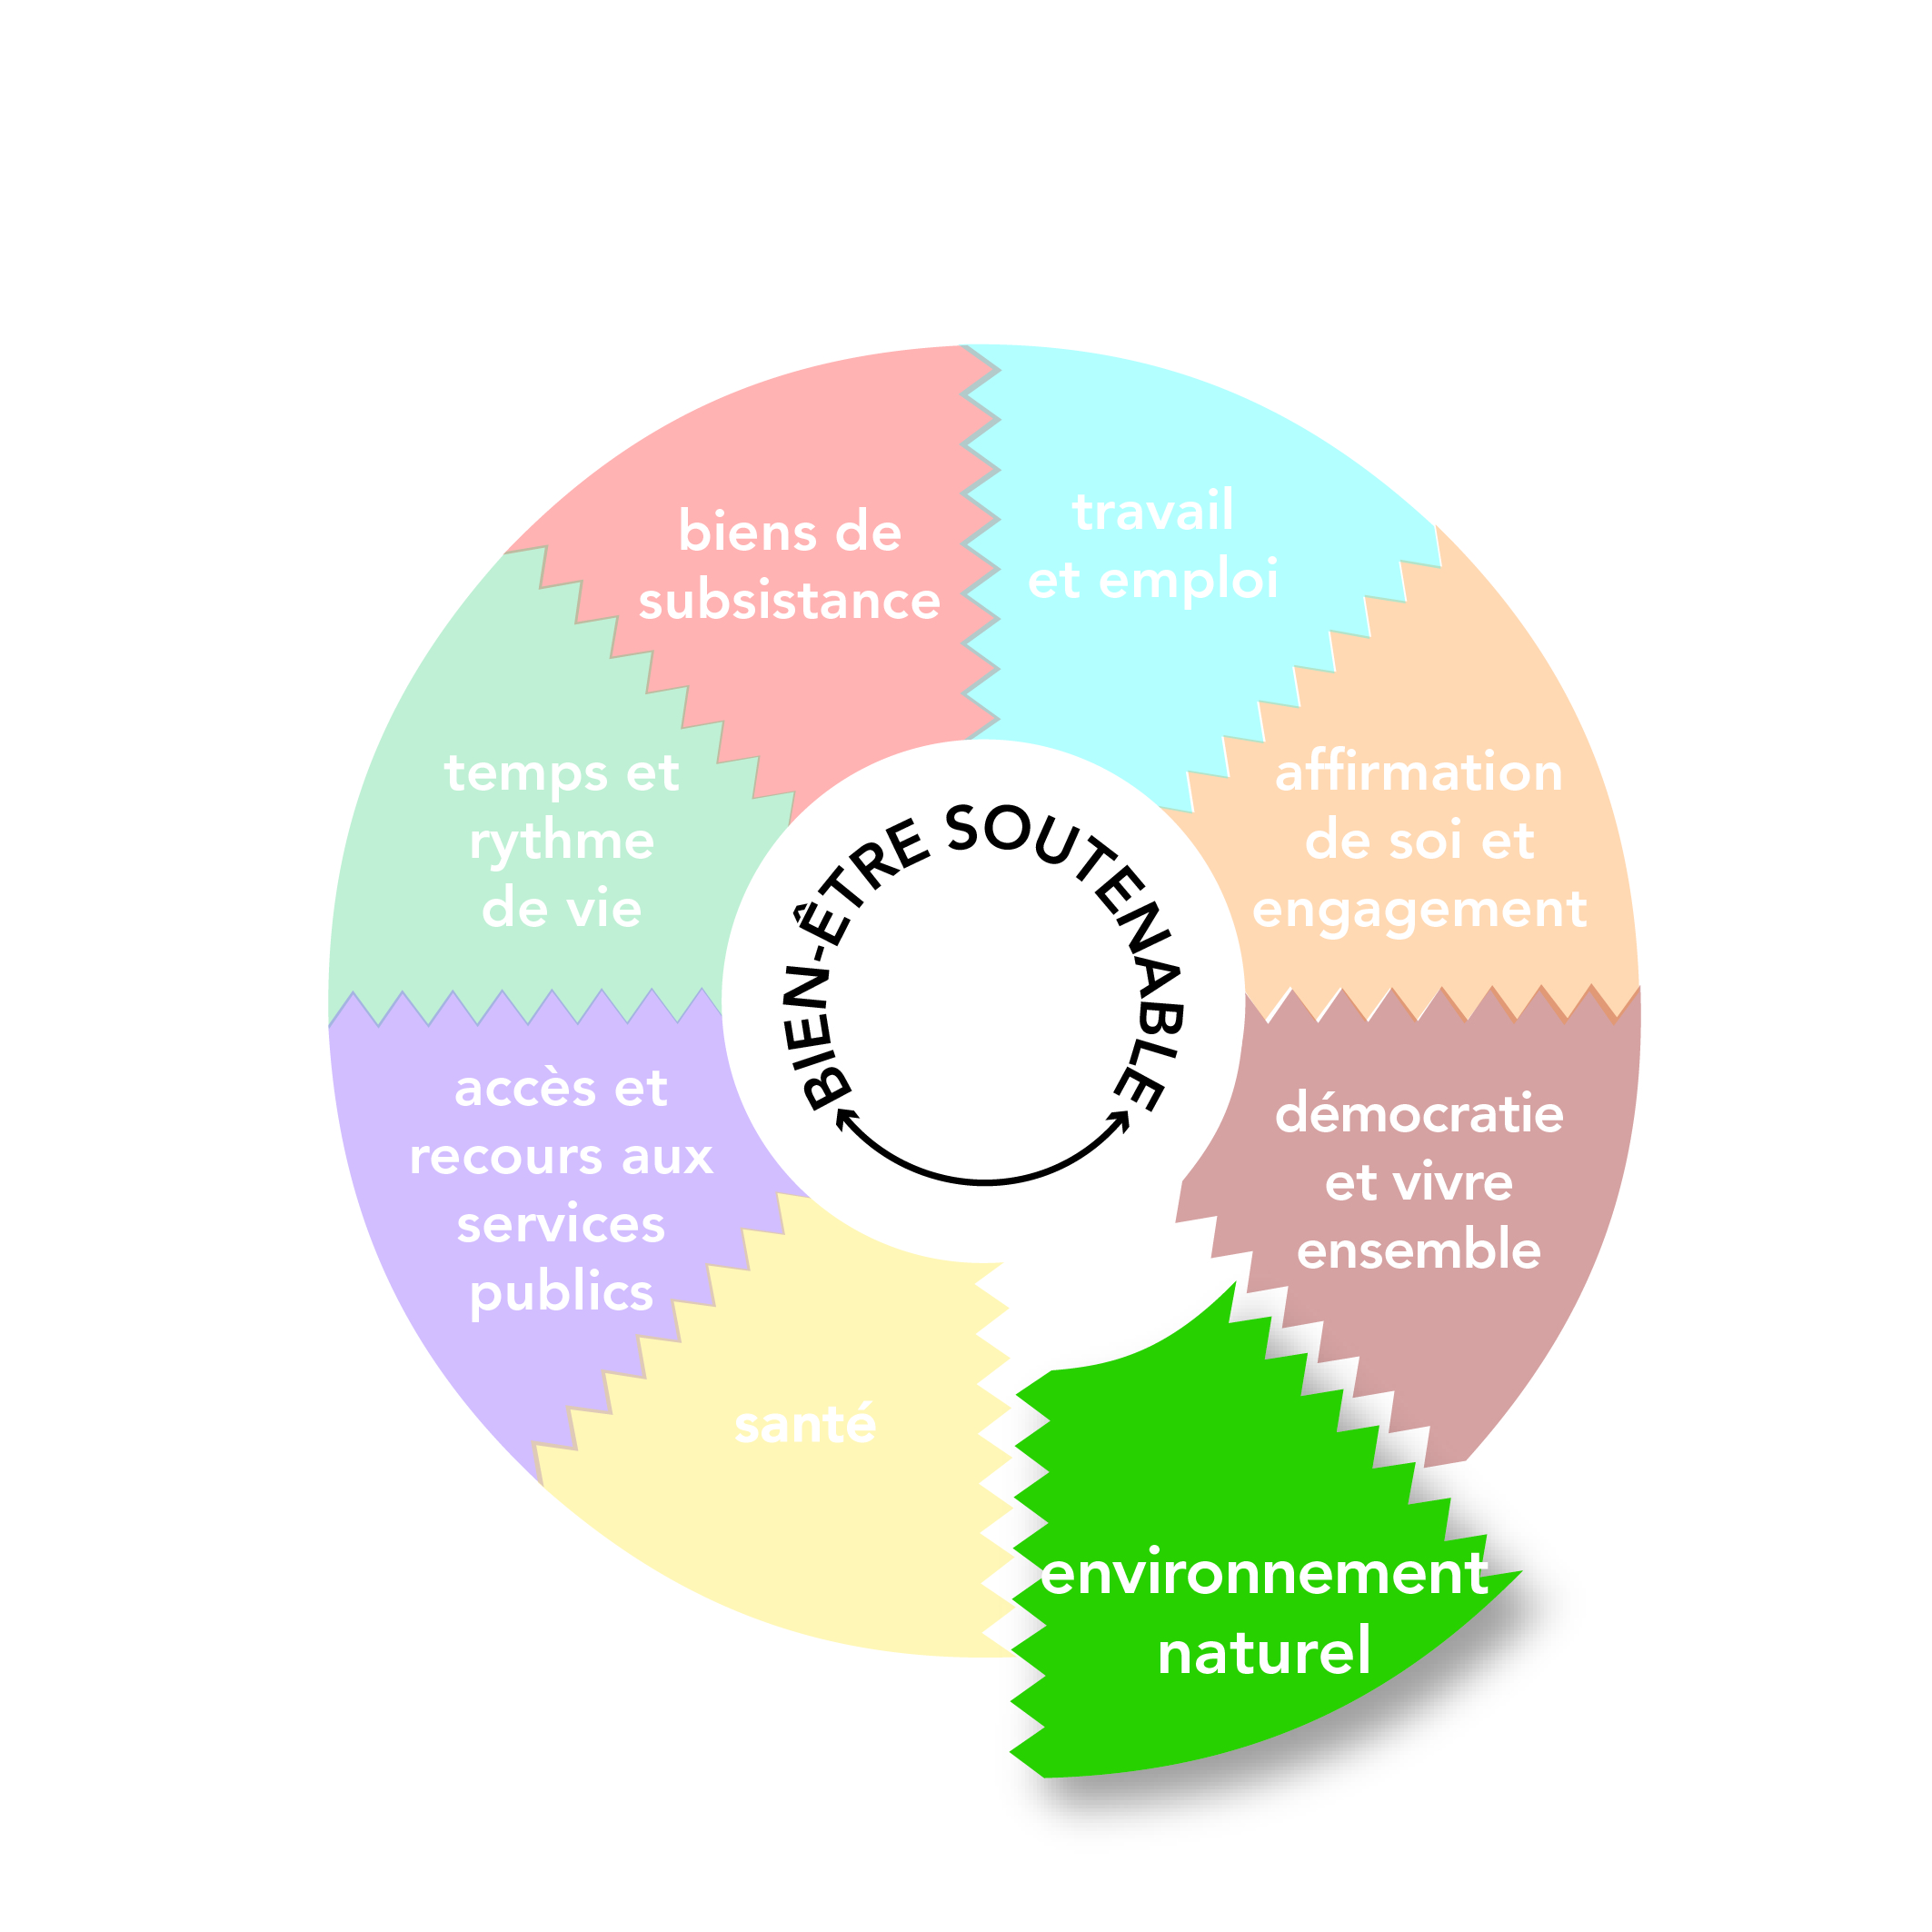 biens de
subsistance
travail
et emploi
affirmation
de soi et
engagement
démocratie
et vivre
ensemble
environnement
naturel
santé
accès et
recours aux
services
publics
temps et
rythme
de vie
BIEN-ÊTRE SOUTENABLE